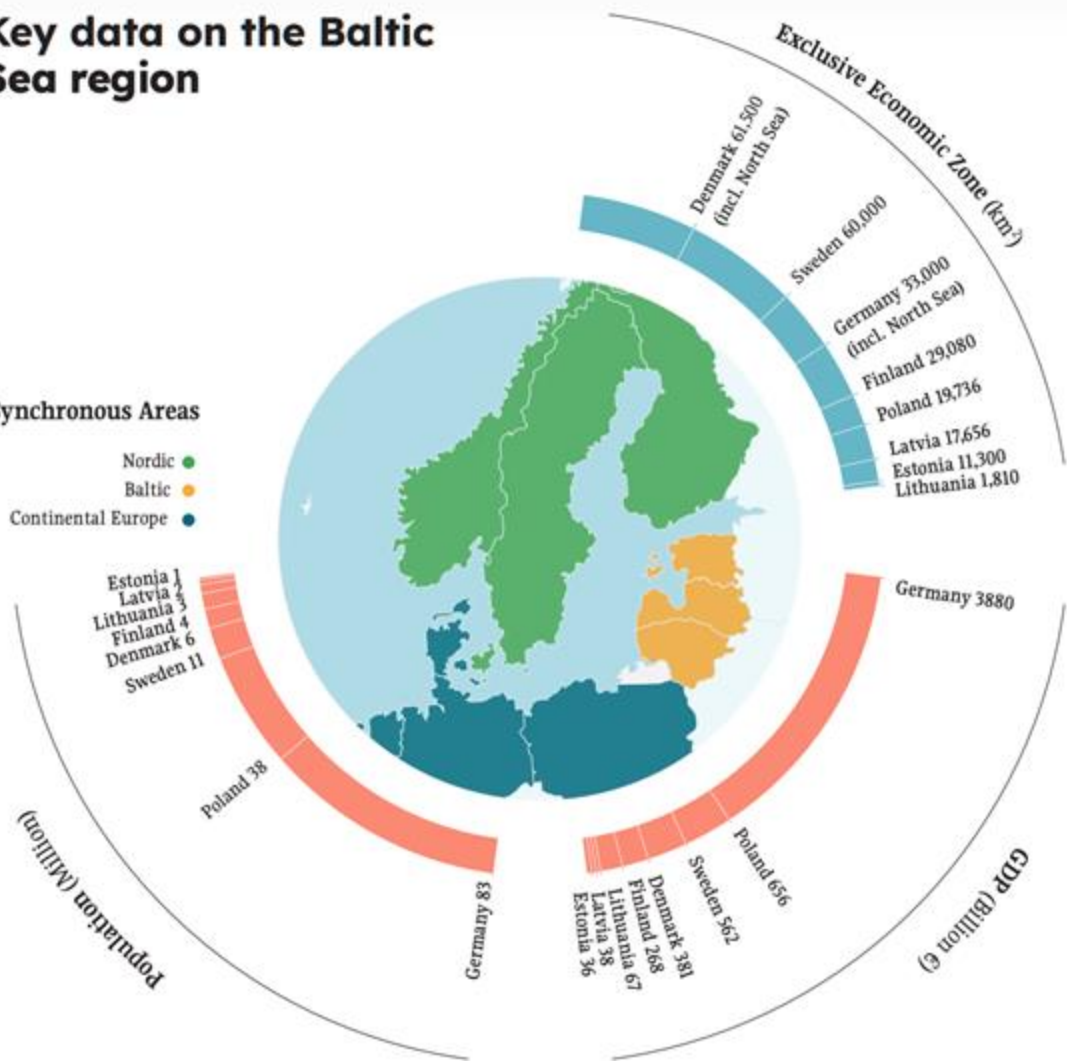 Key data on the Baltic
Sea region
Exclusive Economic Zone (km²)
Denmark 61,500
(incl. North Sea)
Sweden 60,000
Germany 33,000
(incl. North Sea)
Finland 29,080
Poland 19,736
Latvia 17,656
Estonia 11,300
Lithuania 1,810
ynchronous Areas
Nordic
Baltic
Continental Europe
Estonia 1
Latvia 2
Lithuania 3
Finland 4
Denmark 6
Sweden 11
Poland 38
Germany 83
Population (Million)
Germany 3880
Poland 656
Sweden 562
Denmark 381
Finland 268
Lithuania 67
Latvia 38
Estonia 36
GDP (Billion €)